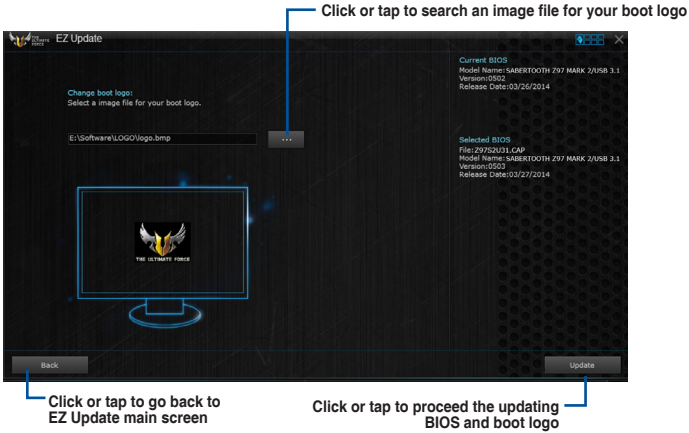 Click or tap to search an image file for your boot logo
THE ULTIMATE FORCE
EZ Update
Current BIOS
Model Name:SABERTOOTH Z97 MARK 2/USB 3.1
Version:0502
Release Date:03/26/2014
Change boot logo:
Select a image file for your boot logo.
E:\Software\LOGO\logo.bmp
...
Selected BIOS
File:Z97S2U31.CAP
Model Name:SABERTOOTH Z97 MARK 2/USB 3.1
Version:0503
Release Date:03/27/2014
THE ULTIMATE FORCE
Back
Update
Click or tap to go back to
EZ Update main screen
Click or tap to proceed the updating
BIOS and boot logo